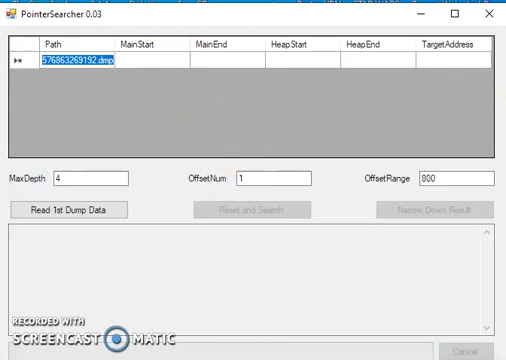 PointerSearcher 0.03
Path MainStart MainEnd HeapStart HeapEnd TargetAddress
576863269192.dmp
MaxDepth 4 OffsetNum 1 OffsetRange 800
Read 1st Dump Data Reset and Search Narrow Down Result
RECORDED WITH
SCREENCAST MATIC
Cancel